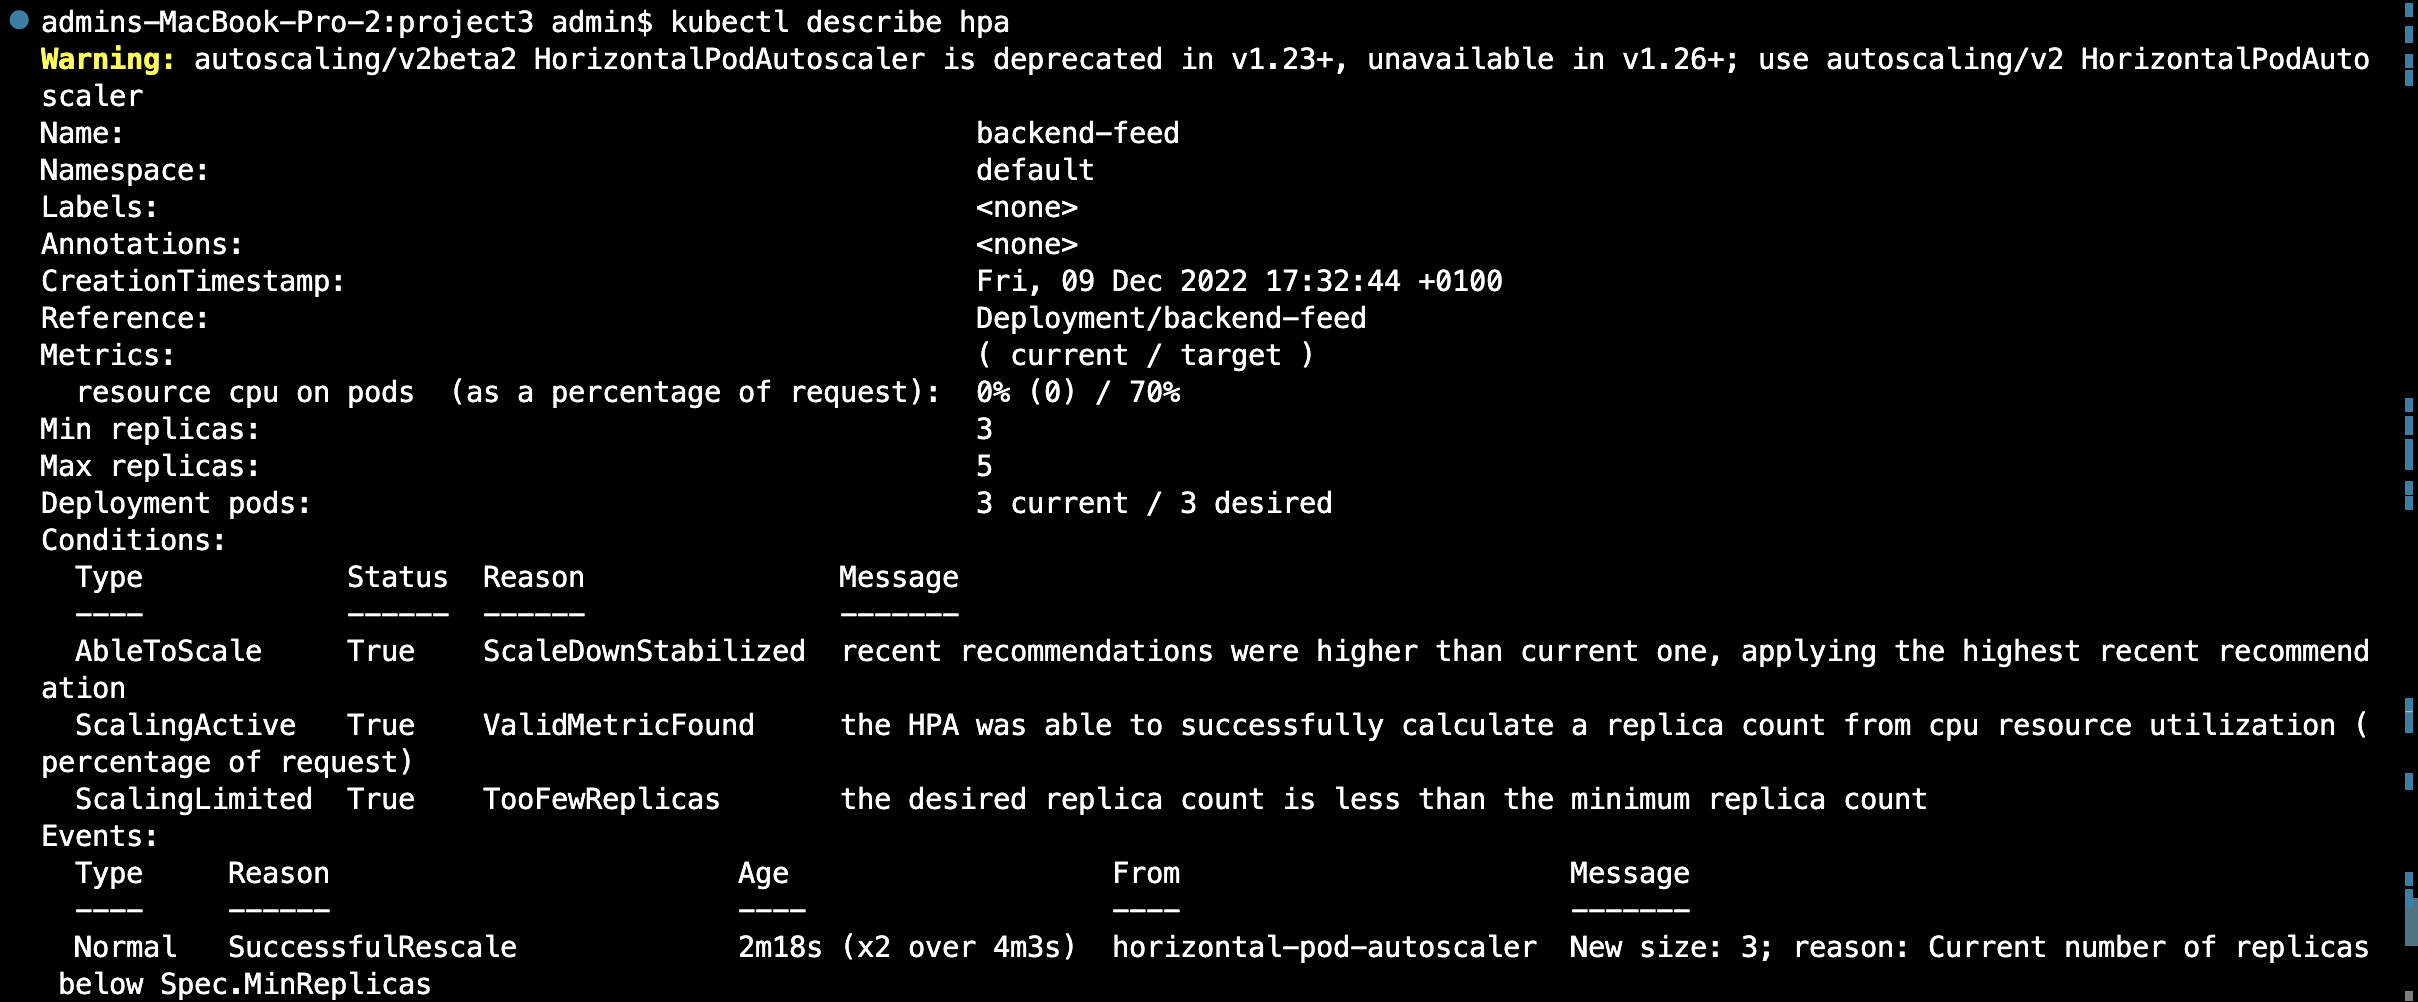 admins-MacBook-Pro-2:project3 admin$ kubectl describe hpa
Warning: autoscaling/v2beta2 HorizontalPodAutoscaler is deprecated in v1.23+, unavailable in v1.26+; use autoscaling/v2 HorizontalPodAuto
scaler
Name:                                                  backend-feed
Namespace:                                             default
Labels:                                                <none>
Annotations:                                           <none>
CreationTimestamp:                                     Fri, 09 Dec 2022 17:32:44 +0100
Reference:                                             Deployment/backend-feed
Metrics:                                               ( current / target )
  resource cpu on pods  (as a percentage of request):  0% (0) / 70%
Min replicas:                                          3
Max replicas:                                          5
Deployment pods:                                       3 current / 3 desired
Conditions:
  Type            Status  Reason               Message
  ----            ------  ------               -------
  AbleToScale     True    ScaleDownStabilized  recent recommendations were higher than current one, applying the highest recent recommend
ation
  ScalingActive   True    ValidMetricFound     the HPA was able to successfully calculate a replica count from cpu resource utilization (
percentage of request)
  ScalingLimited  True    TooFewReplicas       the desired replica count is less than the minimum replica count
Events:
  Type     Reason                        Age                   From                       Message
  ----     ------                        ----                  ----                       -------
  Normal   SuccessfulRescale             2m18s (x2 over 4m3s)  horizontal-pod-autoscaler  New size: 3; reason: Current number of replicas
 below Spec.MinReplicas